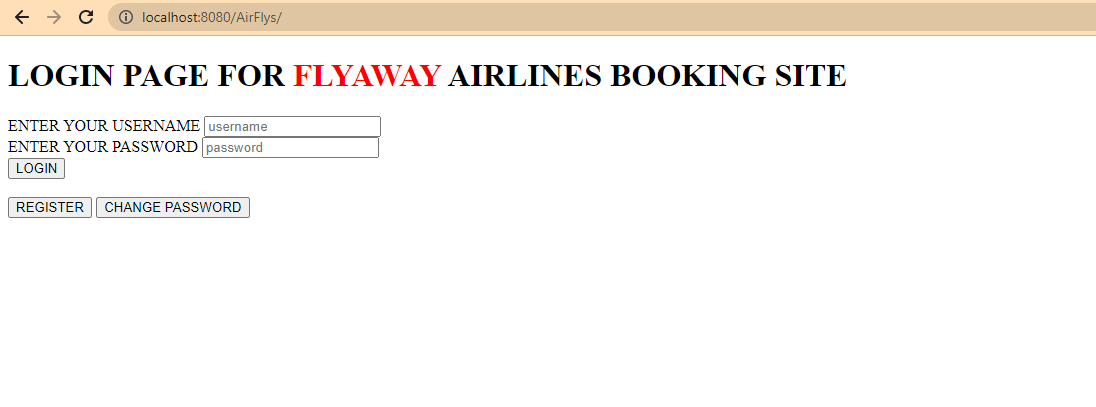 localhost:8080/AirFlys/
LOGIN PAGE FOR FLYAWAY AIRLINES BOOKING SITE
ENTER YOUR USERNAME username
ENTER YOUR PASSWORD password
LOGIN
REGISTER CHANGE PASSWORD